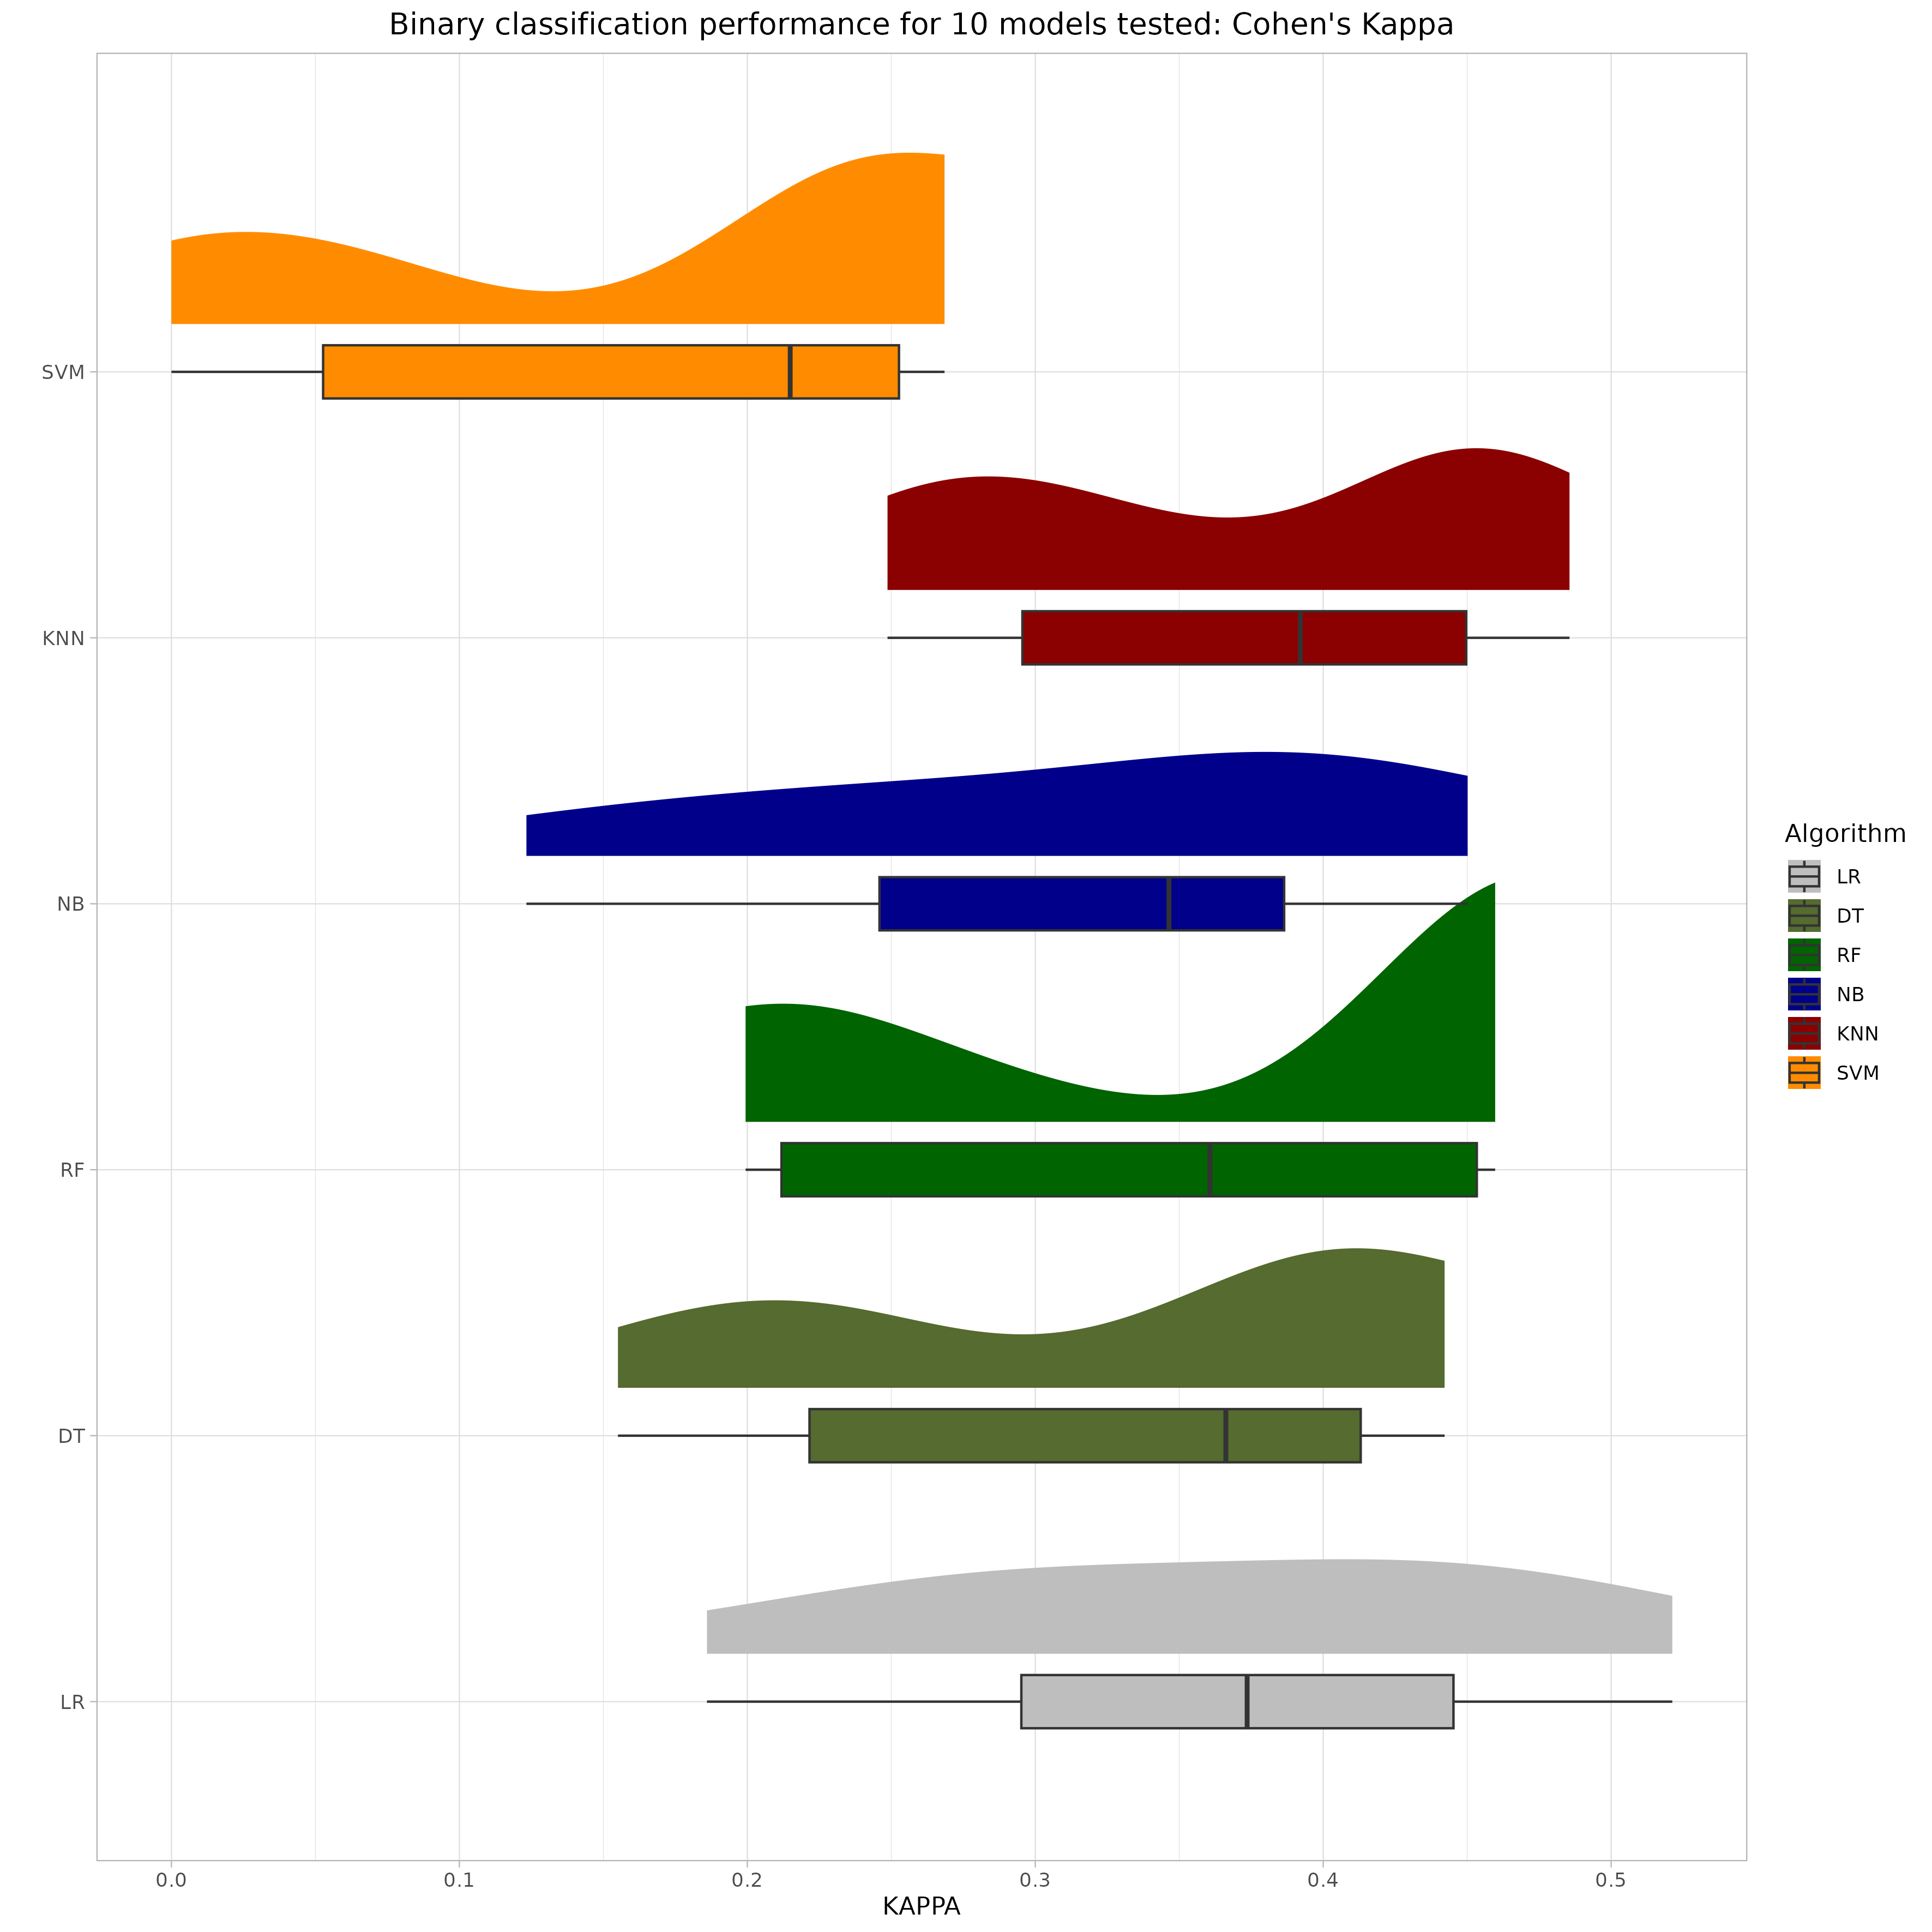 Binary classification performance for 10 models tested: Cohen's Kappa
SVM
KNN
NB
RF
DT
LR
0.0 0.1 0.2 0.3 0.4 0.5
KAPPA
Algorithm
LR
DT
RF
NB
KNN
SVM